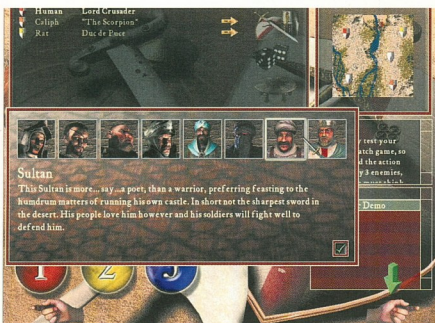 Human Lord Crusader
Caliph "The Scorpion"
Rat Duc de Puce
y test your
atch game, so
d the action
y 3 enemies,
Sultan
This Sultan is more... say ...a poet, than a warrior, preferring feasting to the
humdrum matters of running his own castle. In short not the sharpest sword in
the desert. His people love him however and his soldiers will fight well to
defend him.
Demo
1 2 3